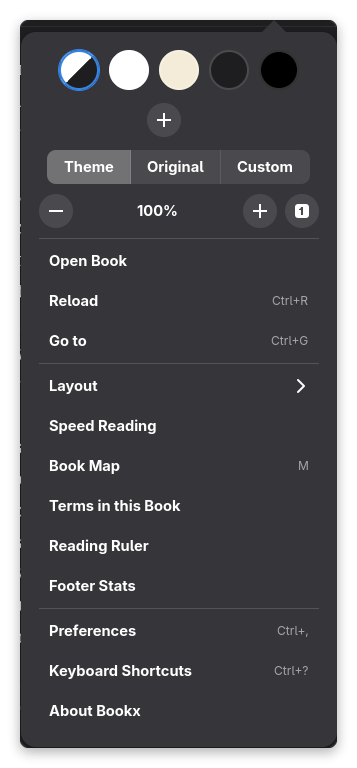 Theme Original Custom
100% 1
Open Book
Reload Ctrl+R
Go to Ctrl+G
Layout
Speed Reading
Book Map M
Terms in this Book
Reading Ruler
Footer Stats
Preferences Ctrl+,
Keyboard Shortcuts Ctrl+?
About Bookx